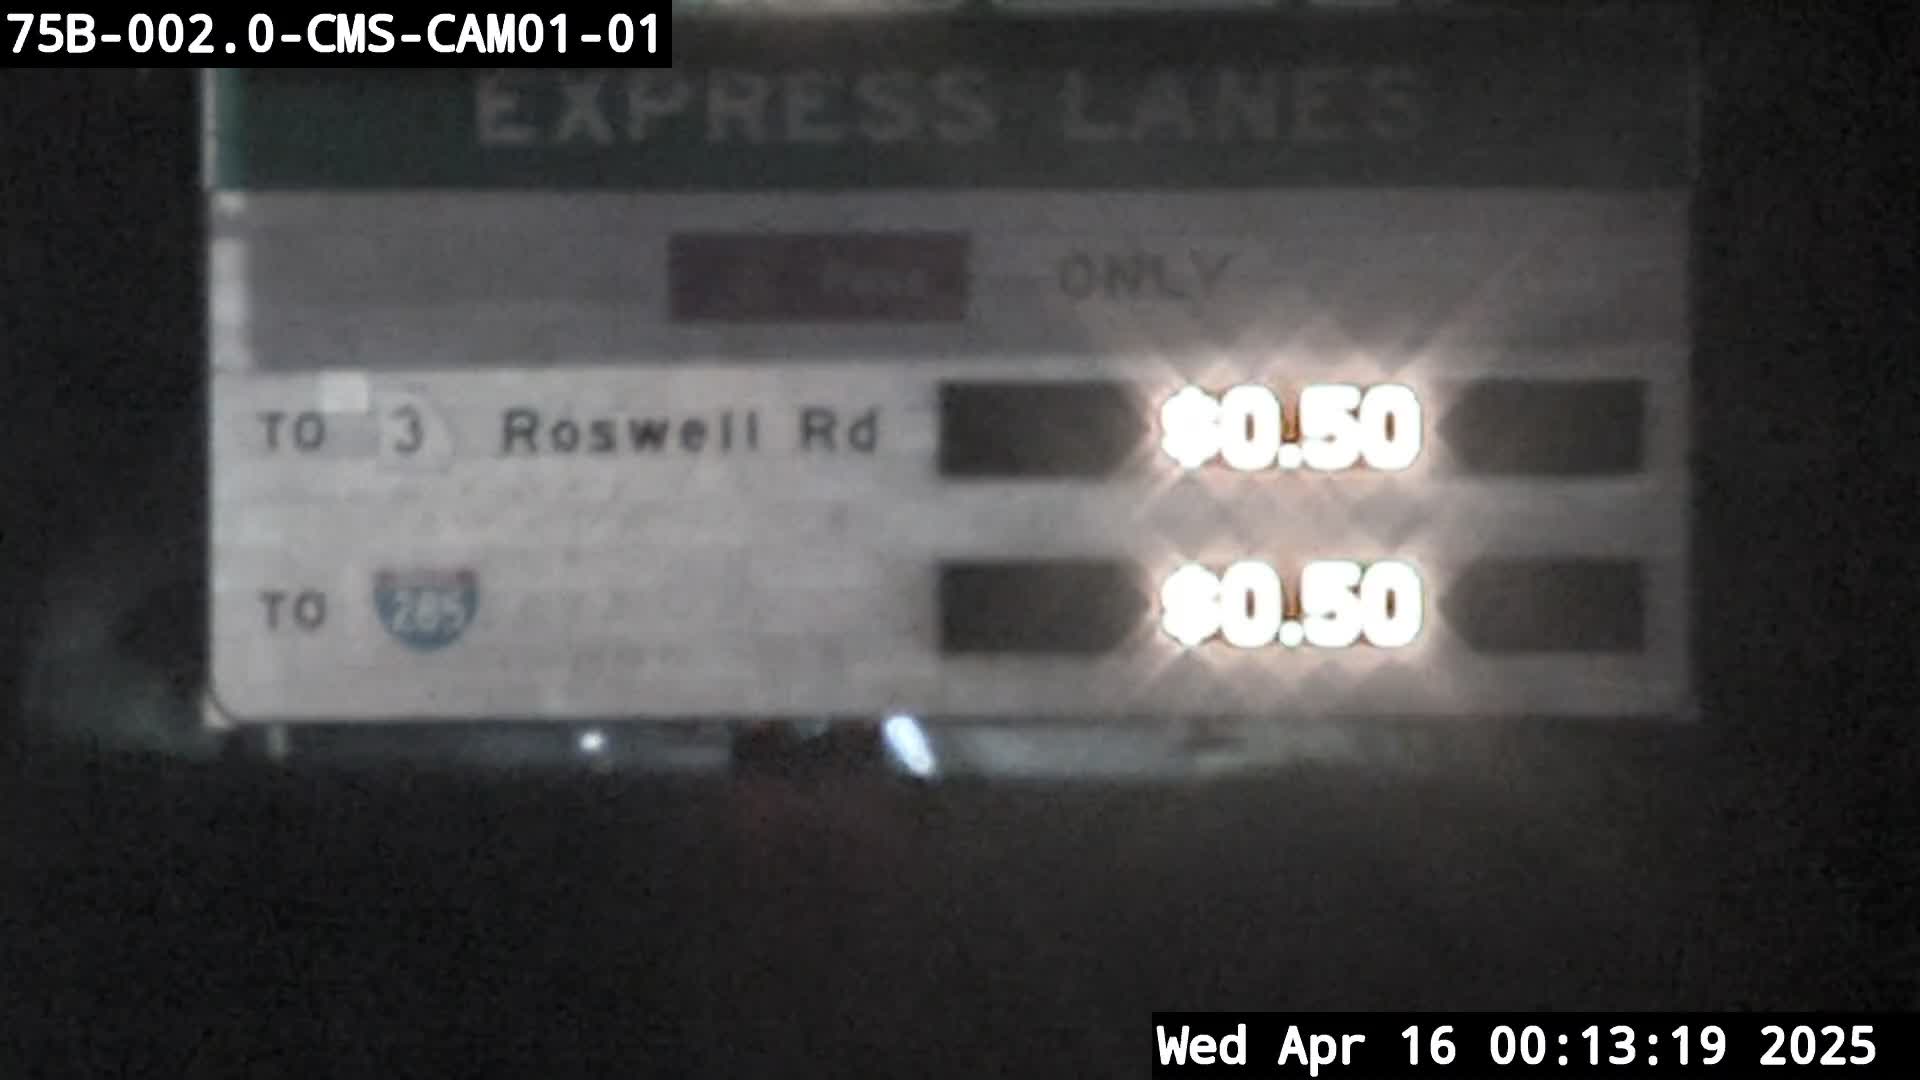 75B-002.0-CMS-CAM01-01
EXPRESS LANES
ONLY
TO 3 Roswell Rd $0.50
TO 285 $0.50
Wed Apr 16 00:13:19 2025